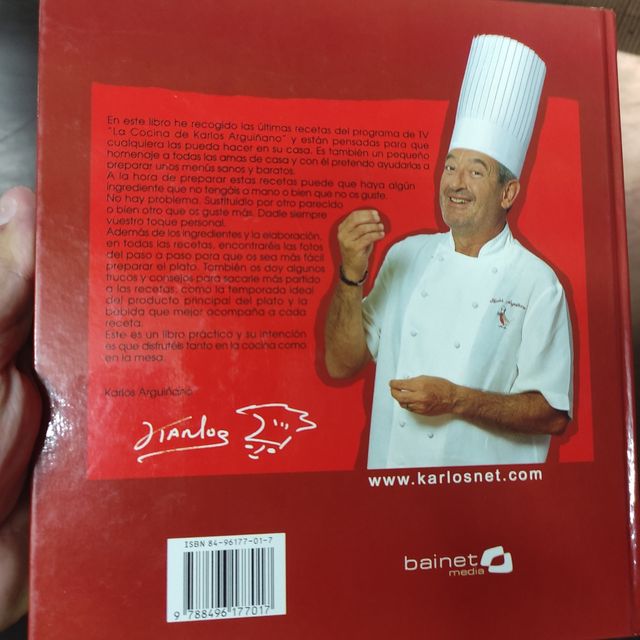 En este libro he recogido las últimas recetas del programa de TV
"La Cocina de Karlos Arguiñano" y están pensadas para que
cualquiera las pueda hacer en su casa. Es también un pequeño
homenaje a todas las amas de casa y con él pretendo ayudarlas a
preparar unos menús sanos y baratos.
A la hora de preparar estas recetas puede que haya algún
ingrediente que no tengáis a mano o bien que no os guste.
No hay problema. Sustituidlo por otro parecido
o bien otro que os guste más. Dadle siempre
vuestro toque personal.
Además de los ingredientes y la elaboración,
en todas las recetas, encontraréis las fotos
del paso a paso para que os sea más fácil
preparar el plato. También os doy algunos
trucos y consejos para sacarle más partido
a las recetas; como la temporada ideal
del producto principal del plato y la
bebida que mejor acompaña a cada
receta.
Este es un libro práctico y su intención
es que disfrutéis tanto en la cocina como
en la mesa.
Karlos Arguiñano
Karlos
www.karlosnet.com
ISBN 84-96177-01-7
9 788496 177017
bainet
media